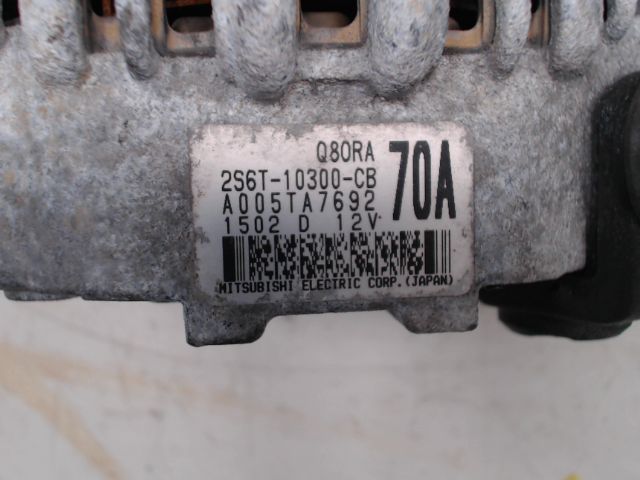 Q80RA
2S6T-10300-CB 70A
A005TA7692
1502 D 12V
MITSUBISHI ELECTRIC CORP.(JAPAN)